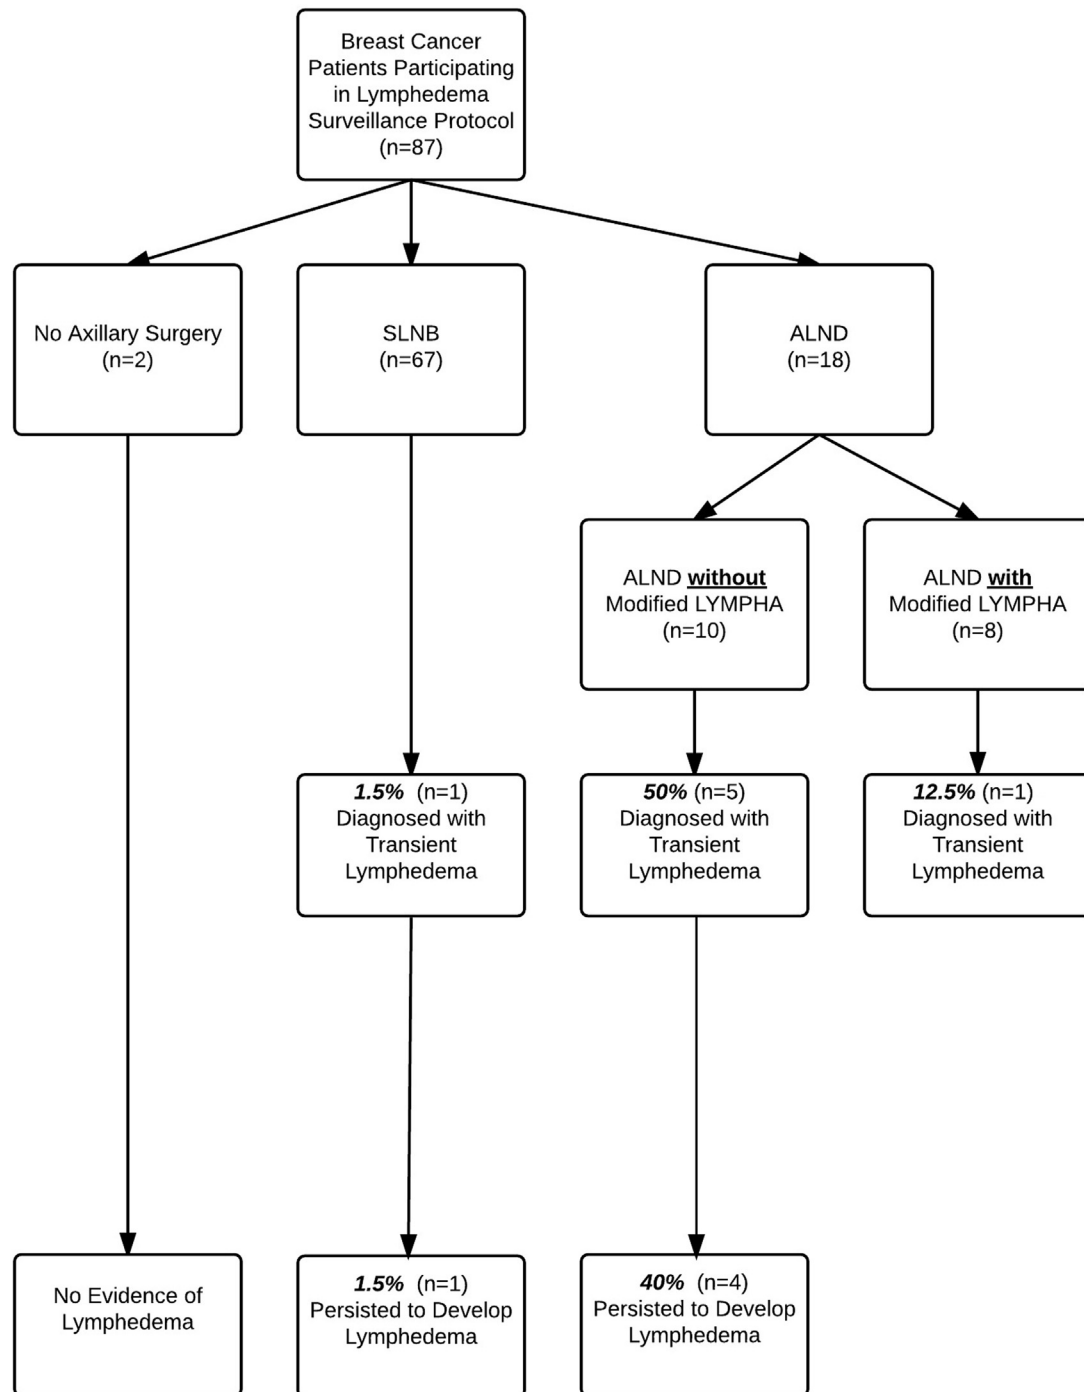 Breast Cancer
Patients Participating
in Lymphedema
Surveillance Protocol
(n=87)
No Axillary Surgery
(n=2)
SLNB
(n=67)
ALND
(n=18)
ALND without
Modified LYMPHA
(n=10)
ALND with
Modified LYMPHA
(n=8)
1.5% (n=1)
Diagnosed with
Transient
Lymphedema
50% (n=5)
Diagnosed with
Transient
Lymphedema
12.5% (n=1)
Diagnosed with
Transient
Lymphedema
No Evidence of
Lymphedema
1.5% (n=1)
Persisted to Develop
Lymphedema
40% (n=4)
Persisted to Develop
Lymphedema